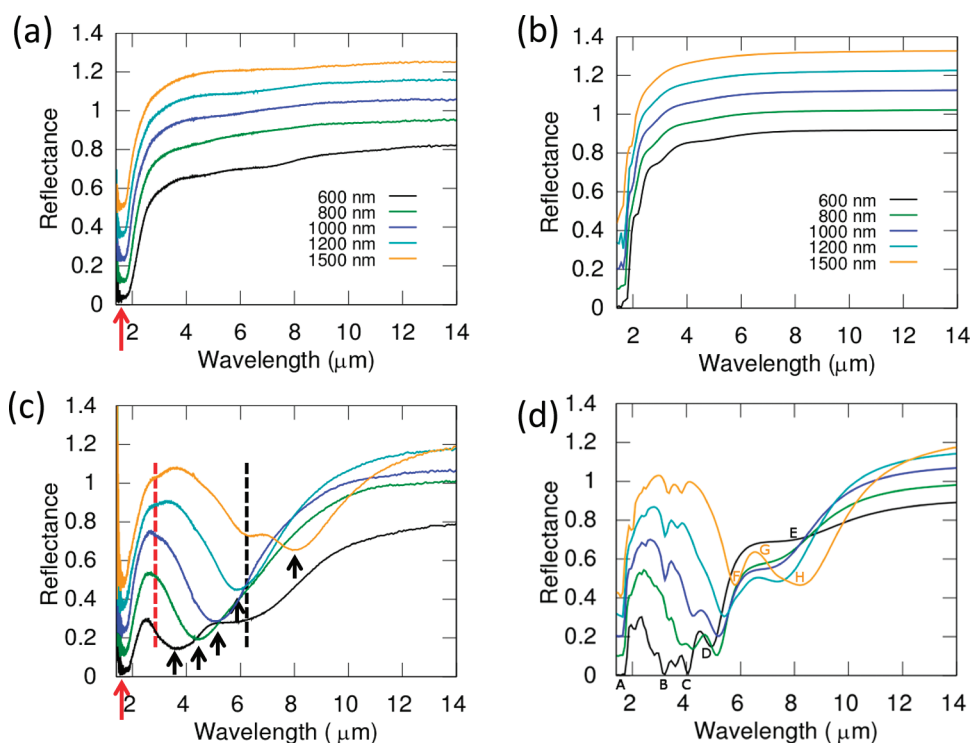 (a)
1.4
1.2
1
0.8
0.6
0.4
0.2
0
Reflectance
600 nm
800 nm
1000 nm
1200 nm
1500 nm
2 4 6 8 10 12 14
Wavelength (μm)
(b)
1.4
1.2
1
0.8
0.6
0.4
0.2
0
Reflectance
600 nm
800 nm
1000 nm
1200 nm
1500 nm
2 4 6 8 10 12 14
Wavelength (μm)
(c)
1.4
1.2
1
0.8
0.6
0.4
0.2
0
Reflectance
2 4 6 8 10 12 14
Wavelength (μm)
(d)
1.4
1.2
1
0.8
0.6
0.4
0.2
0
Reflectance
E
G
F H
D
A B C
2 4 6 8 10 12 14
Wavelength (μm)